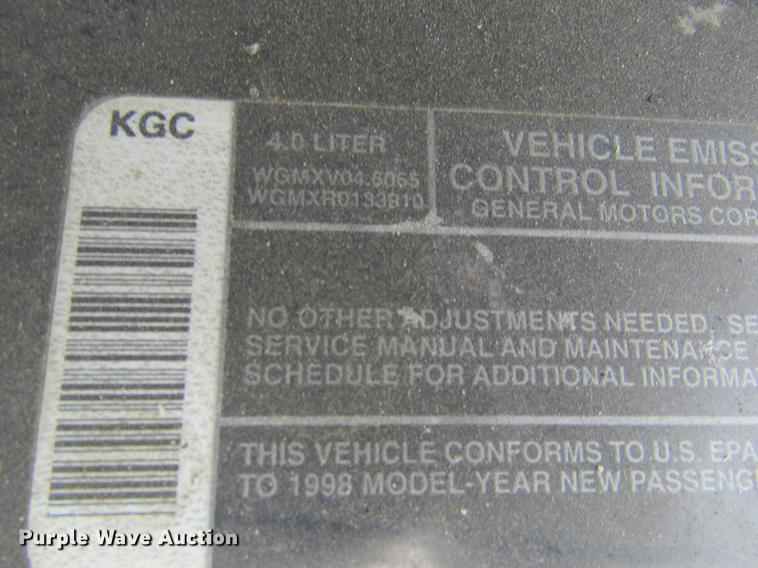 KGC
4.0 LITER
WGMXV04.6065
WGMXR0133910
VEHICLE EMISS
CONTROL INFOR
GENERAL MOTORS COR
NO OTHER ADJUSTMENTS NEEDED. SE
SERVICE MANUAL AND MAINTENANCE
SCHEDULE FOR ADDITIONAL INFORMA
THIS VEHICLE CONFORMS TO U.S. EPA
TO 1998 MODEL-YEAR NEW PASSENG
Purple Wave Auction